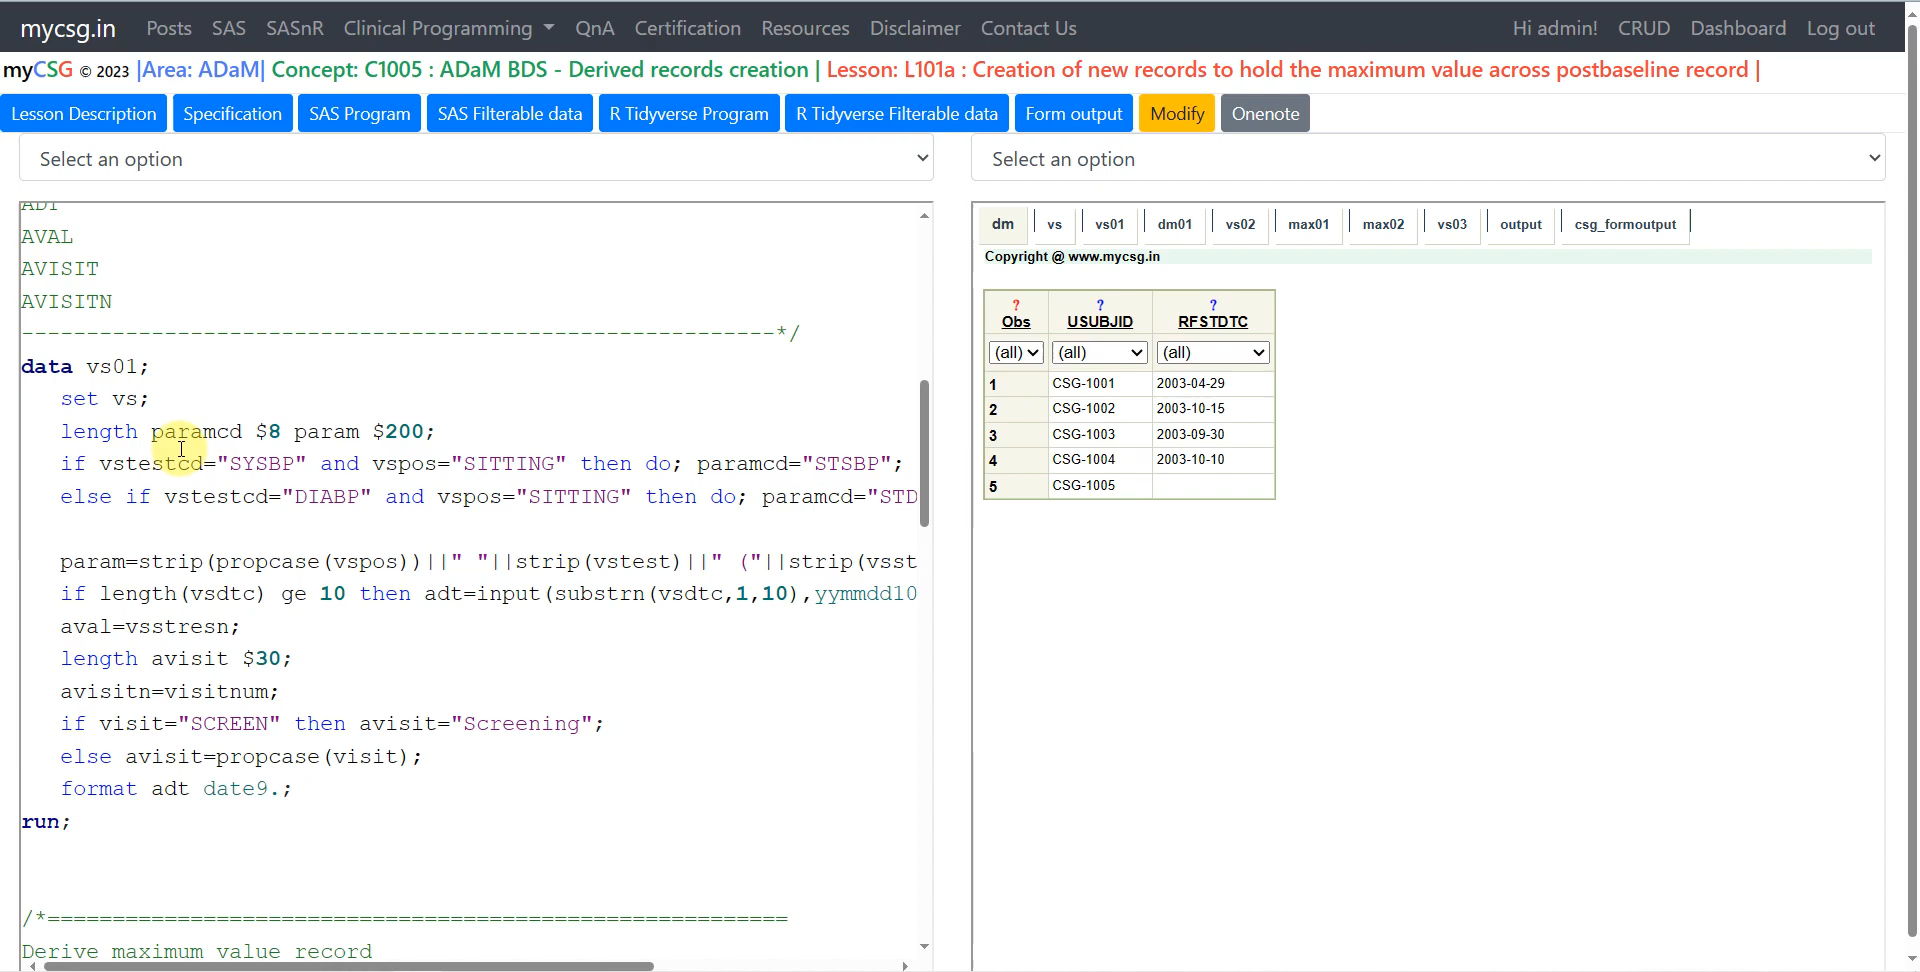 mycsg.in Posts SAS SASnR Clinical Programming QnA Certification Resources Disclaimer Contact Us Hi admin! CRUD Dashboard Log out
myCSG © 2023 |Area: ADaM| Concept: C1005 : ADaM BDS - Derived records creation | Lesson: L101a : Creation of new records to hold the maximum value across postbaseline record |
Lesson Description Specification SAS Program SAS Filterable data R Tidyverse Program R Tidyverse Filterable data Form output Modify Onenote
Select an option
ADT
AVAL
AVISIT
AVISITN
----------------------------------------------------------*/
data vs01;
set vs;
length paramcd $8 param $200;
if vstestcd="SYSBP" and vspos="SITTING" then do; paramcd="STSBP";
else if vstestcd="DIABP" and vspos="SITTING" then do; paramcd="STD
param=strip(propcase(vspos))||" "||strip(vstest)||" ("||strip(vsst
if length(vsdtc) ge 10 then adt=input(substrn(vsdtc,1,10),yymmdd10
aval=vsstresn;
length avisit $30;
avisitn=visitnum;
if visit="SCREEN" then avisit="Screening";
else avisit=propcase(visit);
format adt date9.;
run;
/*=========================================================
Derive maximum value record
Select an option
dm | vs | vs01 | dm01 | vs02 | max01 | max02 | vs03 | output | csg_formoutput |
Copyright @ www.mycsg.in
? ? ?
Obs USUBJID RFSTDTC
(all) (all) (all)
1 CSG-1001 2003-04-29
2 CSG-1002 2003-10-15
3 CSG-1003 2003-09-30
4 CSG-1004 2003-10-10
5 CSG-1005